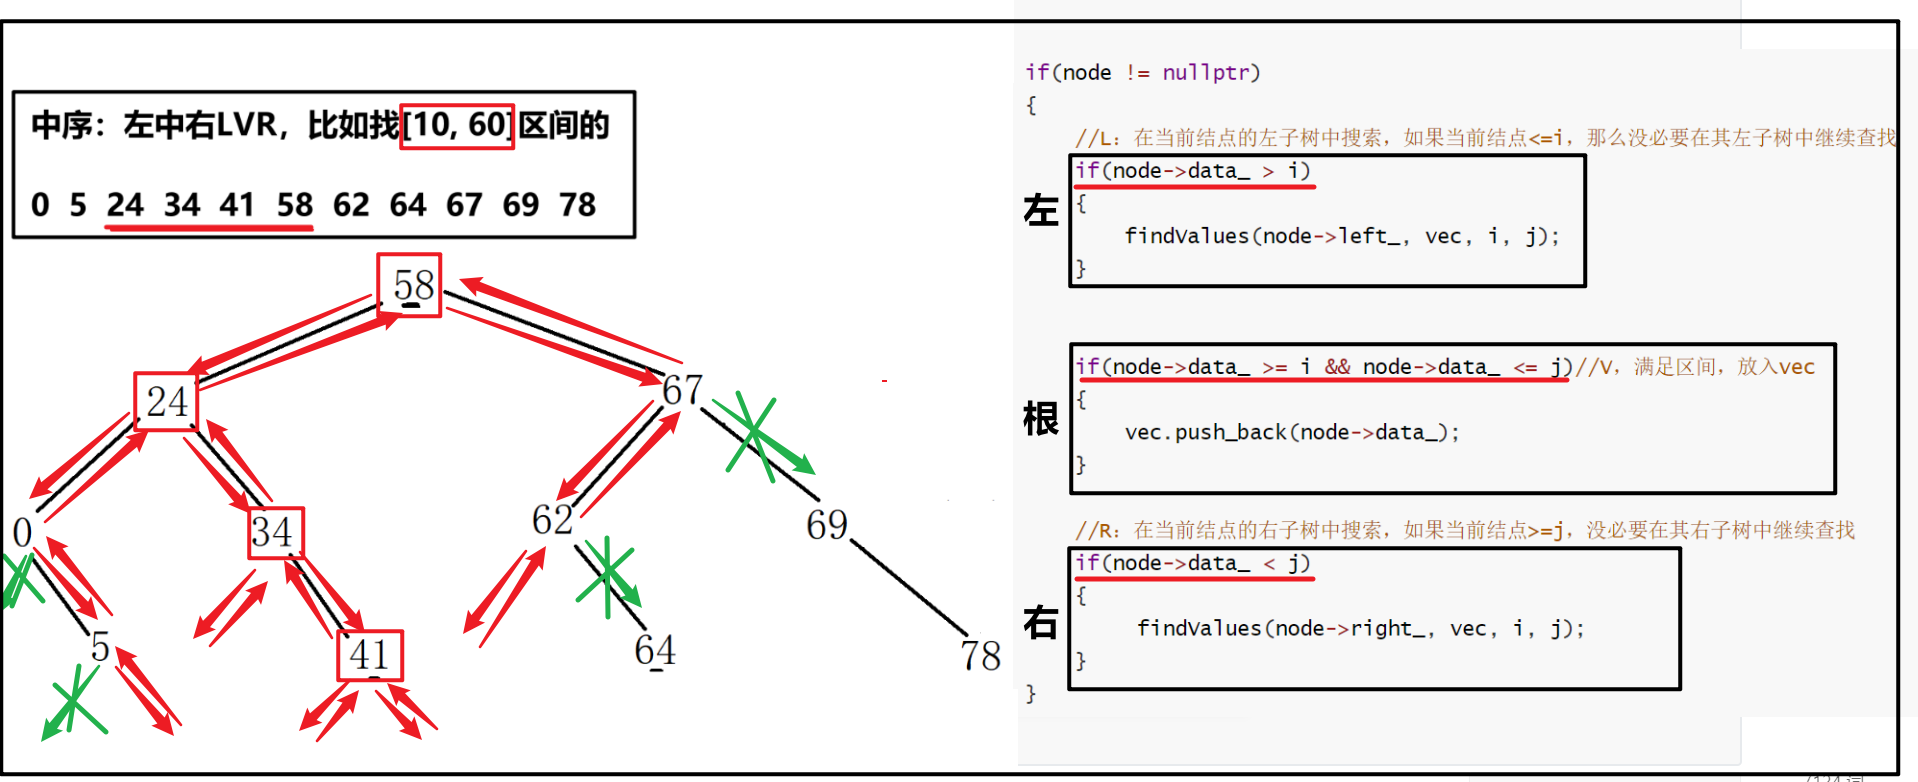 中序：左中右LVR，比如找[10, 60]区间的
0 5 24 34 41 58 62 64 67 69 78
58
24
67
0
34
62
69
5
41
64
78
if(node != nullptr)
{
//L：在当前结点的左子树中搜索，如果当前结点<=i，那么没必要在其左子树中继续查找
if(node->data_ > i)
左
{
findValues(node->left_, vec, i, j);
}
if(node->data_ >= i && node->data_ <= j)//V，满足区间，放入vec
根
{
vec.push_back(node->data_);
}
//R：在当前结点的右子树中搜索，如果当前结点>=j，没必要在其右子树中继续查找
if(node->data_ < j)
右
{
findValues(node->right_, vec, i, j);
}
}